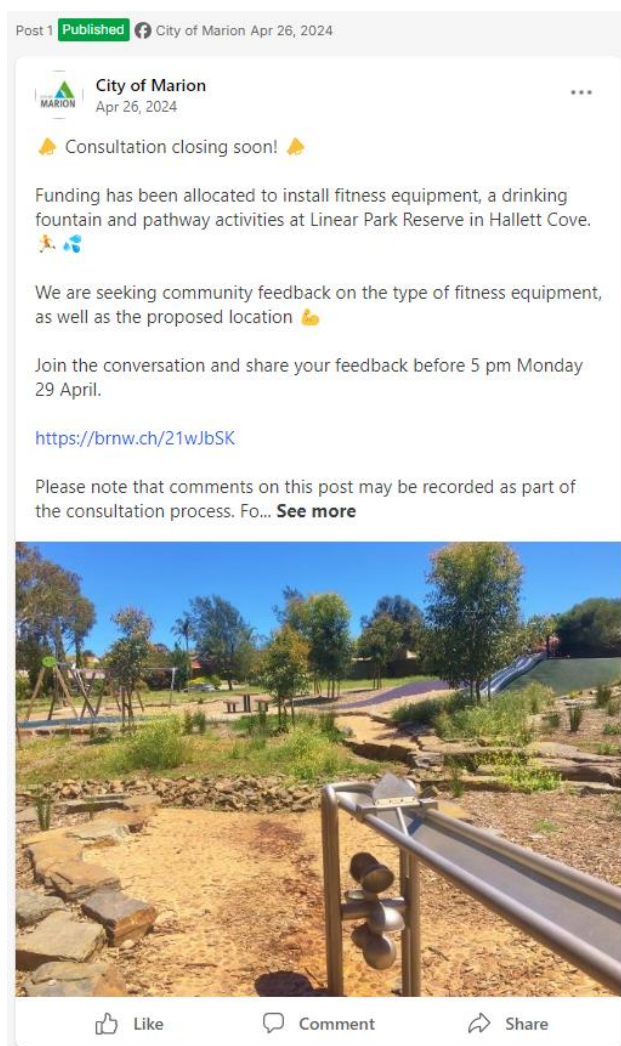 Post 1 Published City of Marion Apr 26, 2024
MARION
City of Marion
Apr 26, 2024
📣 Consultation closing soon! 📣
Funding has been allocated to install fitness equipment, a drinking
fountain and pathway activities at Linear Park Reserve in Hallett Cove.
🏃 💦
We are seeking community feedback on the type of fitness equipment,
as well as the proposed location 💪
Join the conversation and share your feedback before 5 pm Monday
29 April.
https://brnw.ch/21wJbSK
Please note that comments on this post may be recorded as part of
the consultation process. Fo... See more
Like Comment Share